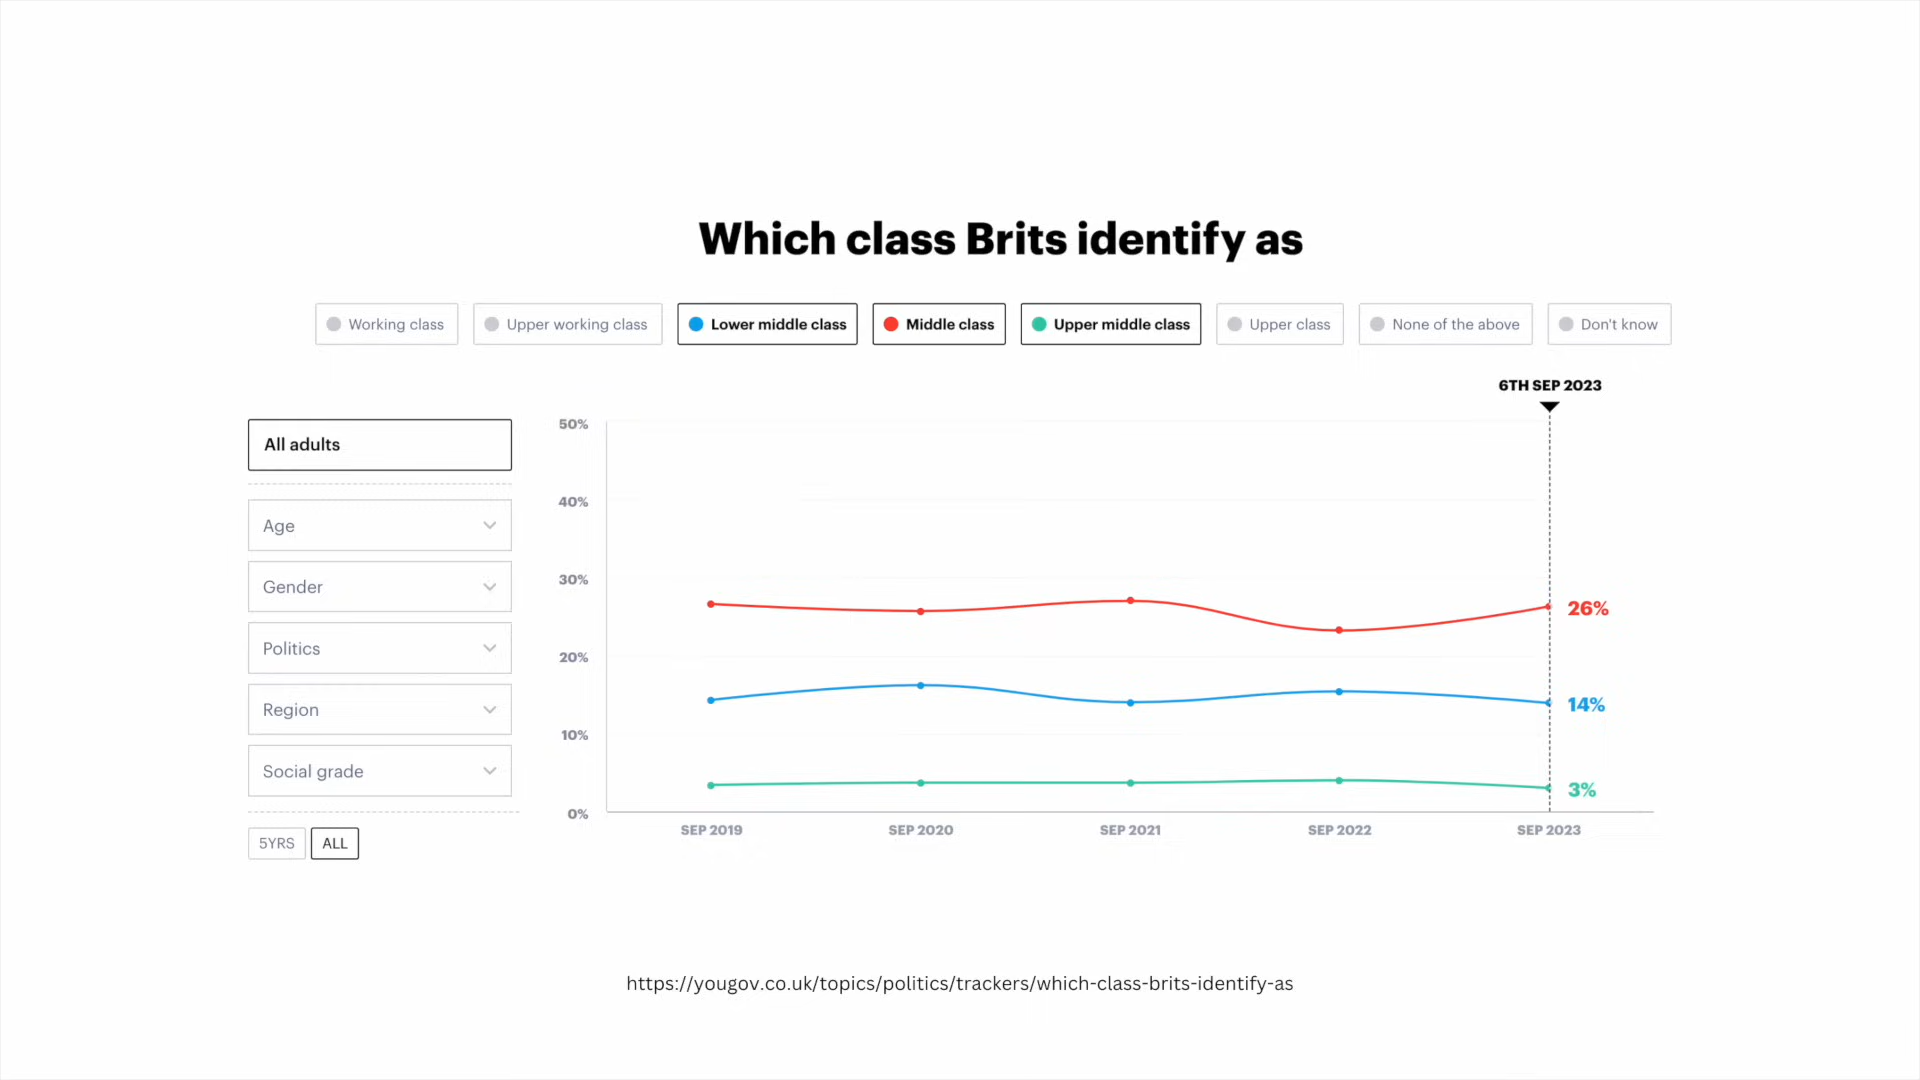 Which class Brits identify as
Working class
Upper working class
Lower middle class
Middle class
Upper middle class
Upper class
None of the above
Don't know
6TH SEP 2023
All adults
Age
Gender
Politics
Region
Social grade
5YRS
ALL
50%
40%
30%
20%
10%
0%
26%
14%
3%
SEP 2019
SEP 2020
SEP 2021
SEP 2022
SEP 2023
https://yougov.co.uk/topics/politics/trackers/which-class-brits-identify-as